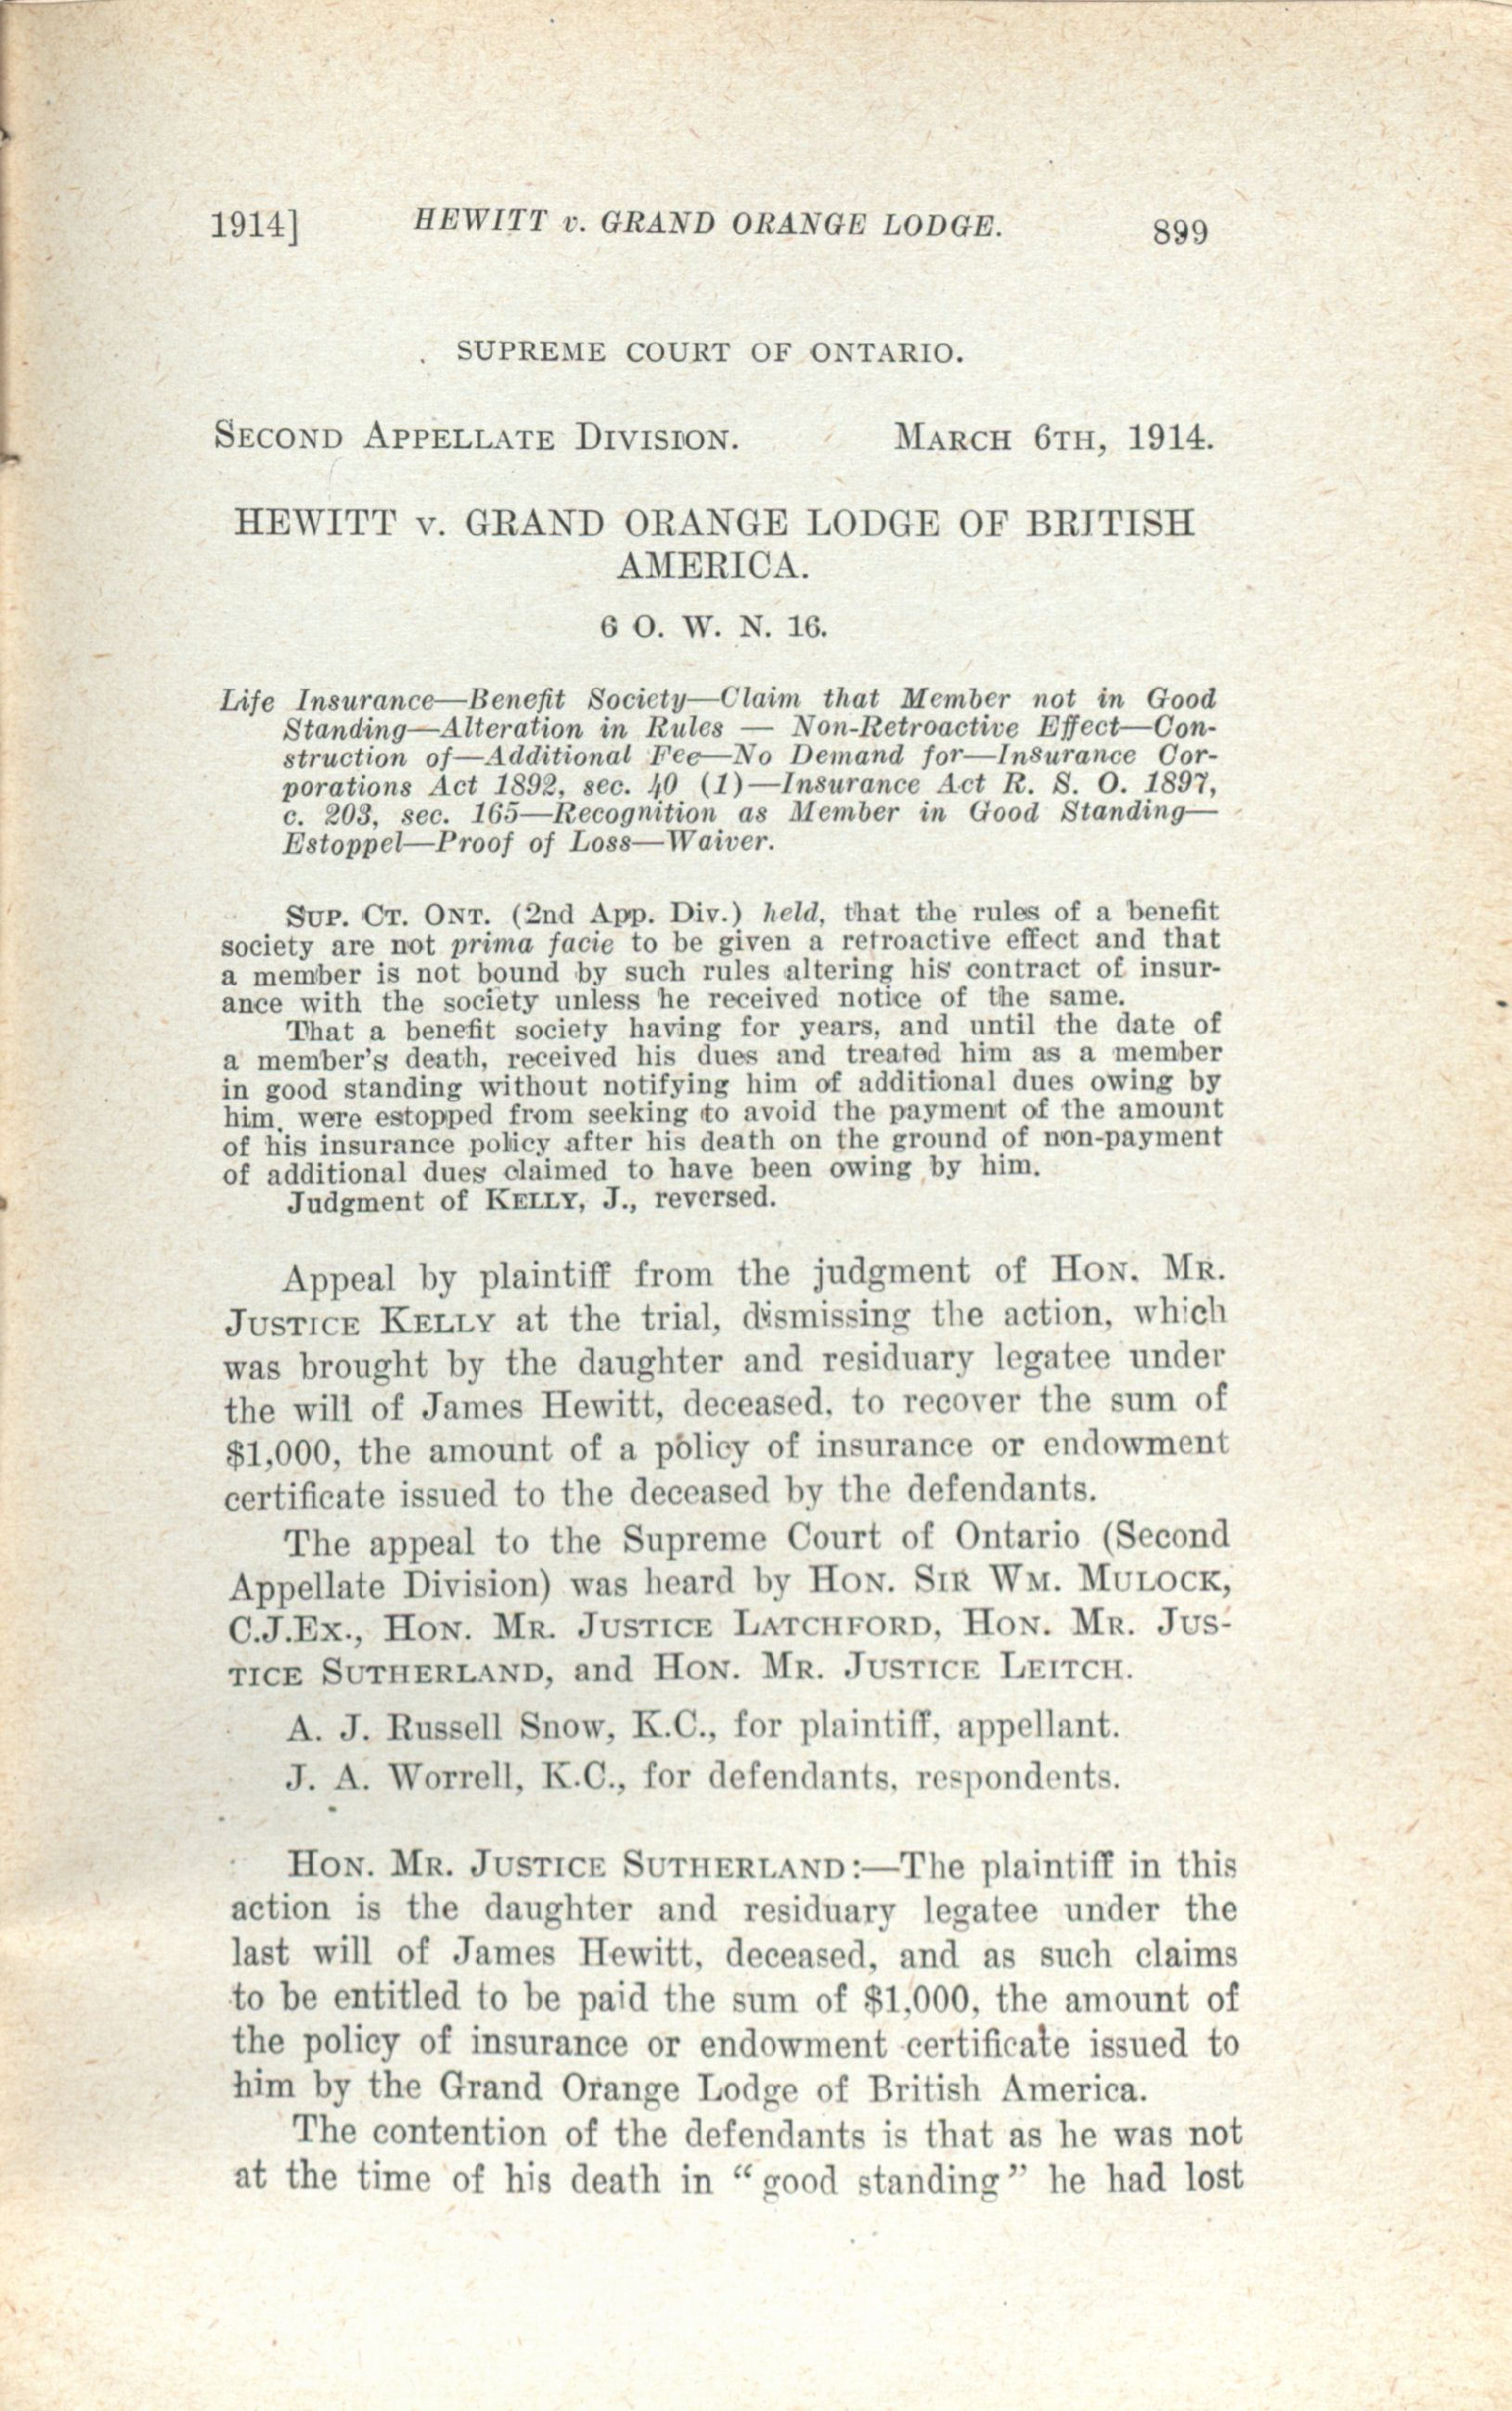 1914] HEWITT v. GRAND ORANGE LODGE. 899
SUPREME COURT OF ONTARIO.
SECOND APPELLATE DIVISION. MARCH 6TH, 1914.
HEWITT v. GRAND ORANGE LODGE OF BRITISH
AMERICA.
6 O. W. N. 16.
Life Insurance—Benefit Society—Claim that Member not in Good
Standing—Alteration in Rules — Non-Retroactive Effect—Con-
struction of—Additional Fee—No Demand for—Insurance Cor-
porations Act 1892, sec. 40 (1)—Insurance Act R. S. O. 1897,
c. 203, sec. 165—Recognition as Member in Good Standing—
Estoppel—Proof of Loss—Waiver.
SUP. CT. ONT. (2nd App. Div.) held, that the rules of a benefit
society are not prima facie to be given a retroactive effect and that
a member is not bound by such rules altering his contract of insur-
ance with the society unless he received notice of the same.
That a benefit society having for years, and until the date of
a member's death, received his dues and treated him as a member
in good standing without notifying him of additional dues owing by
him, were estopped from seeking to avoid the payment of the amount
of his insurance policy after his death on the ground of non-payment
of additional dues claimed to have been owing by him.
Judgment of KELLY, J., reversed.
Appeal by plaintiff from the judgment of HON. MR.
JUSTICE KELLY at the trial, dismissing the action, which
was brought by the daughter and residuary legatee under
the will of James Hewitt, deceased, to recover the sum of
$1,000, the amount of a policy of insurance or endowment
certificate issued to the deceased by the defendants.
The appeal to the Supreme Court of Ontario (Second
Appellate Division) was heard by HON. SIR WM. MULOCK,
C.J.EX., HON. MR. JUSTICE LATCHFORD, HON. MR. JUS-
TICE SUTHERLAND, and HON. MR. JUSTICE LEITCH.
A. J. Russell Snow, K.C., for plaintiff, appellant.
J. A. Worrell, K.C., for defendants, respondents.
HON. MR. JUSTICE SUTHERLAND:—The plaintiff in this
action is the daughter and residuary legatee under the
last will of James Hewitt, deceased, and as such claims
to be entitled to be paid the sum of $1,000, the amount of
the policy of insurance or endowment certificate issued to
him by the Grand Orange Lodge of British America.
The contention of the defendants is that as he was not
at the time of his death in “good standing” he had lost